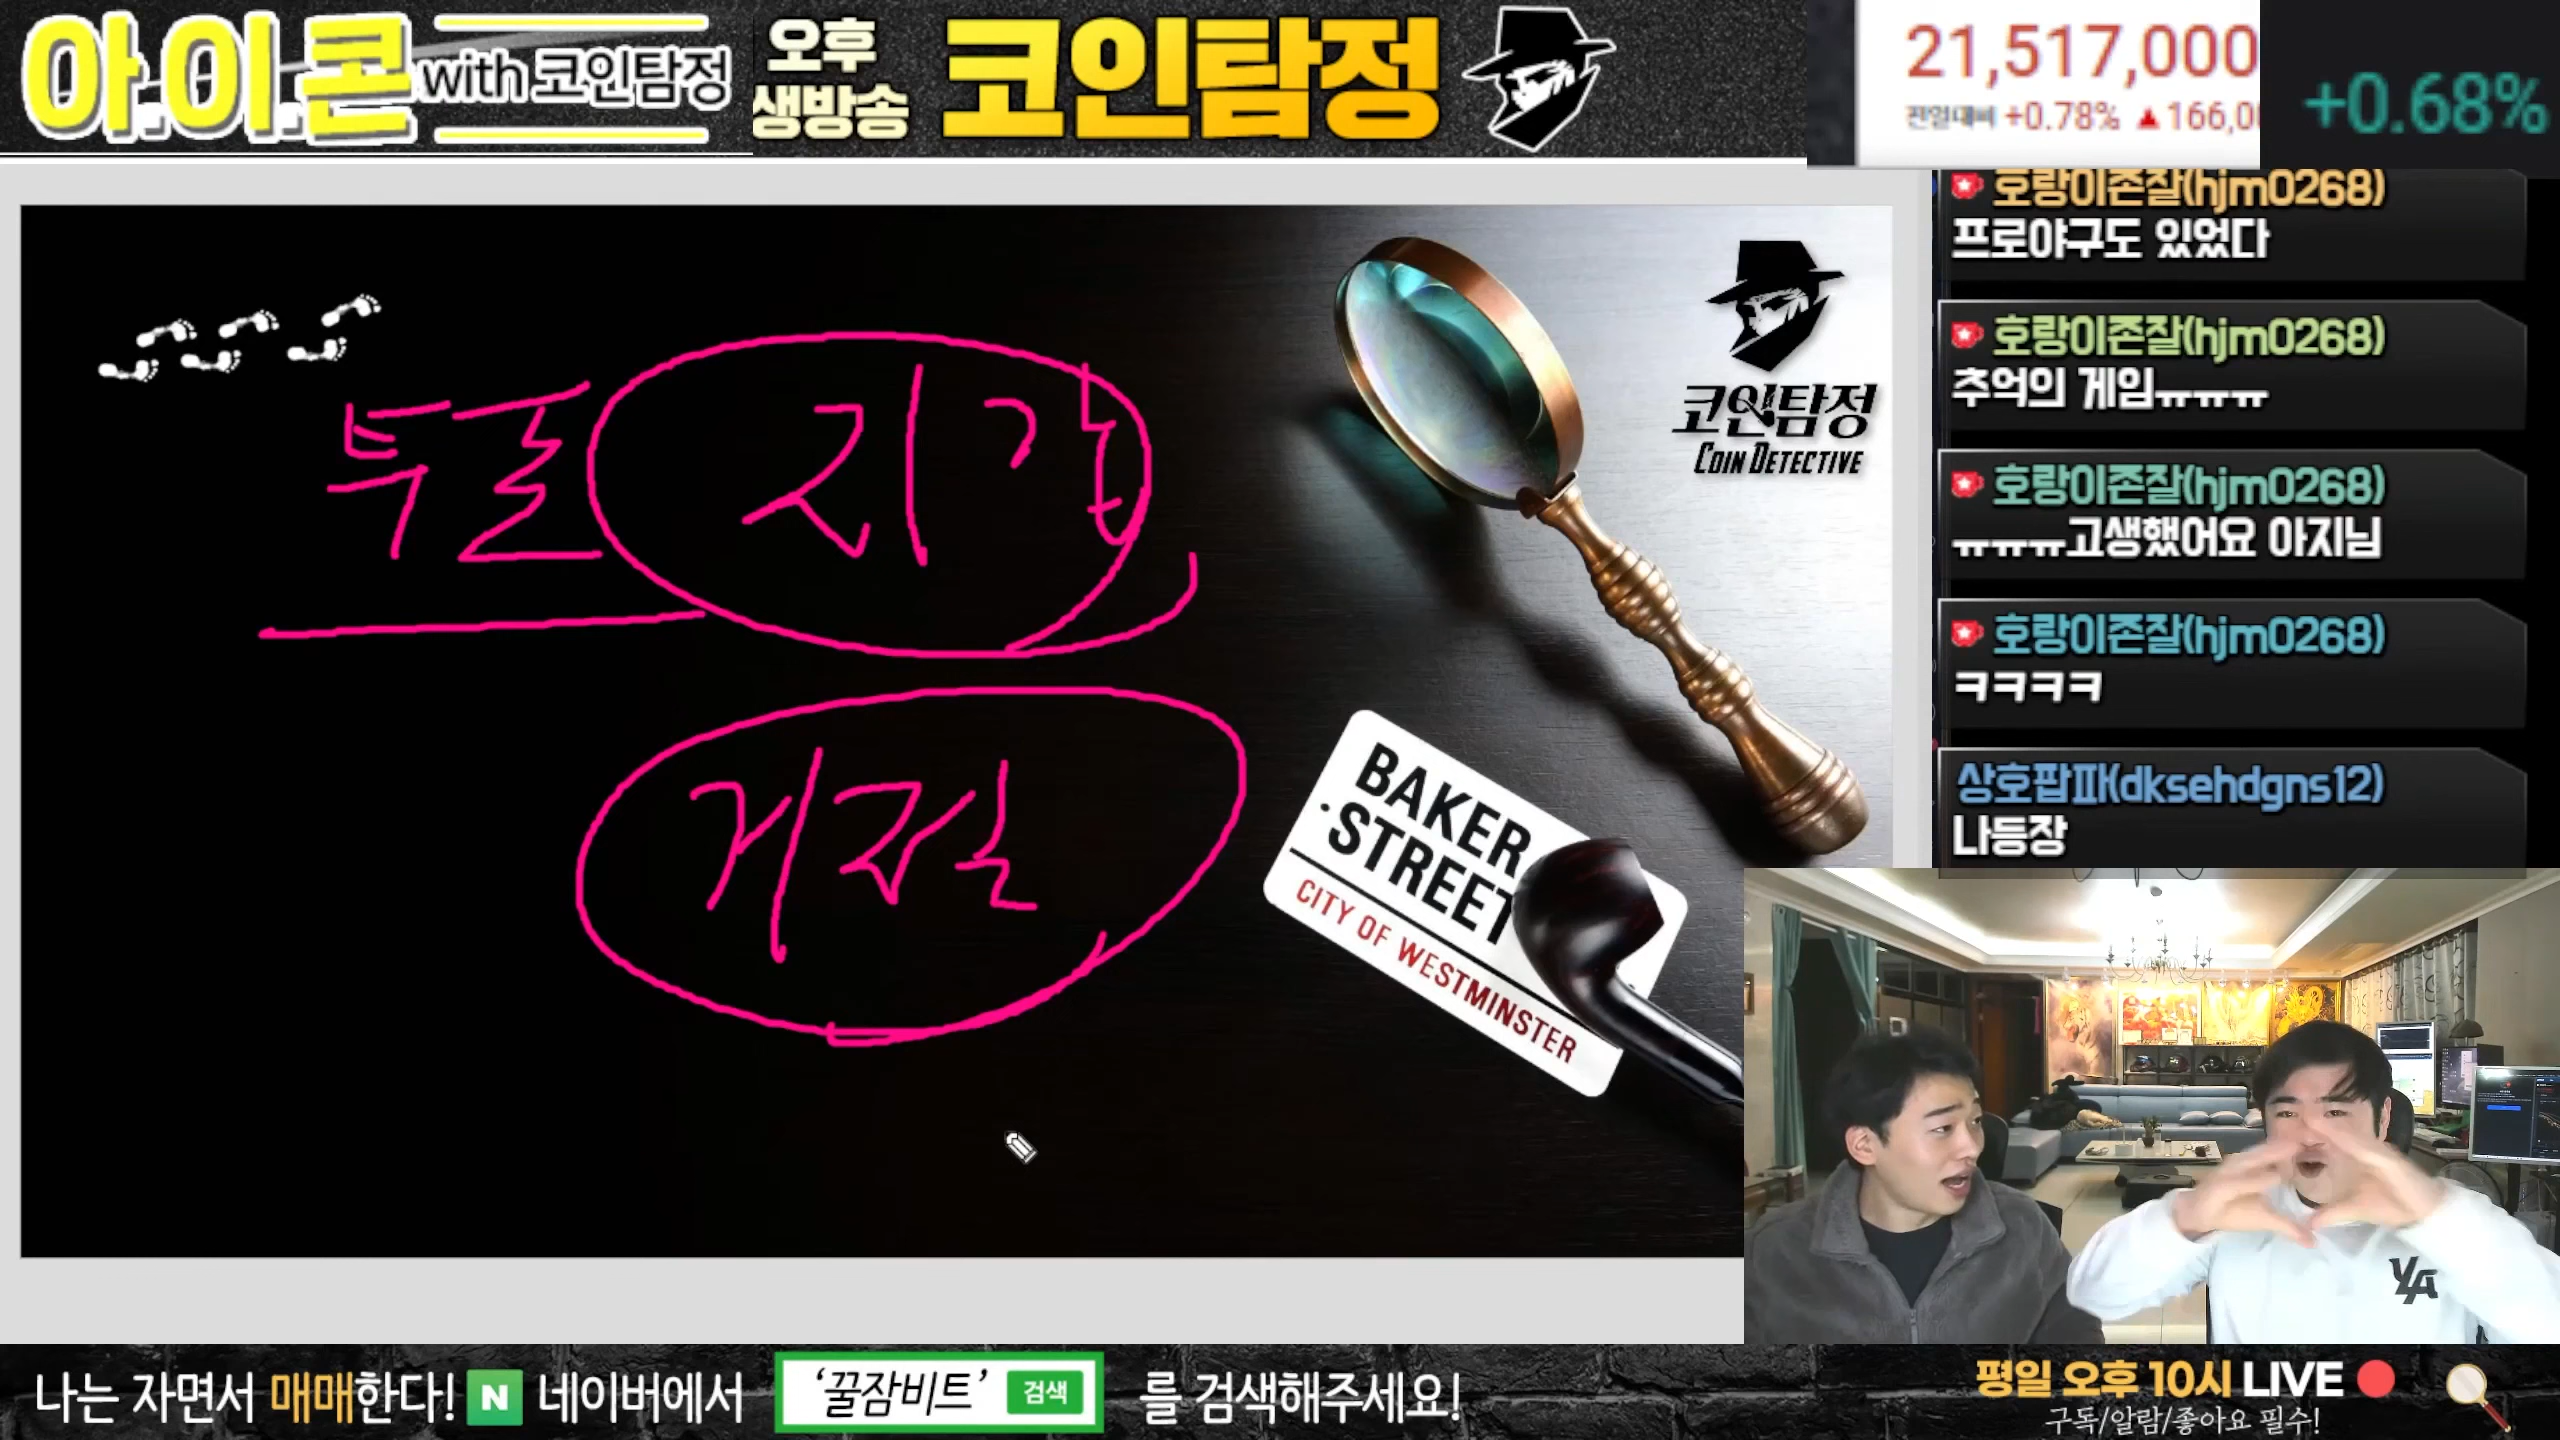 아이콘 with 코인탐정
오후
생방송
코인탐정
21,517,000
전일대비 +0.78% ▲166,0
+0.68%
호랑이존잘(hjm0268)
프로야구도 있었다
호랑이존잘(hjm0268)
추억의 게임ㅠㅠㅠ
호랑이존잘(hjm0268)
ㅠㅠㅠ고생했어요 아지님
호랑이존잘(hjm0268)
ㅋㅋㅋㅋ
상호팝파(dksehdgns12)
나등장
지갑
거절
코인탐정
COIN DETECTIVE
BAKER
·STREET
CITY OF WESTMINSTER
YA
나는 자면서 매매한다! N 네이버에서 '꿀잠비트' 검색 를 검색해주세요!
평일 오후 10시 LIVE
구독/알람/좋아요 필수!